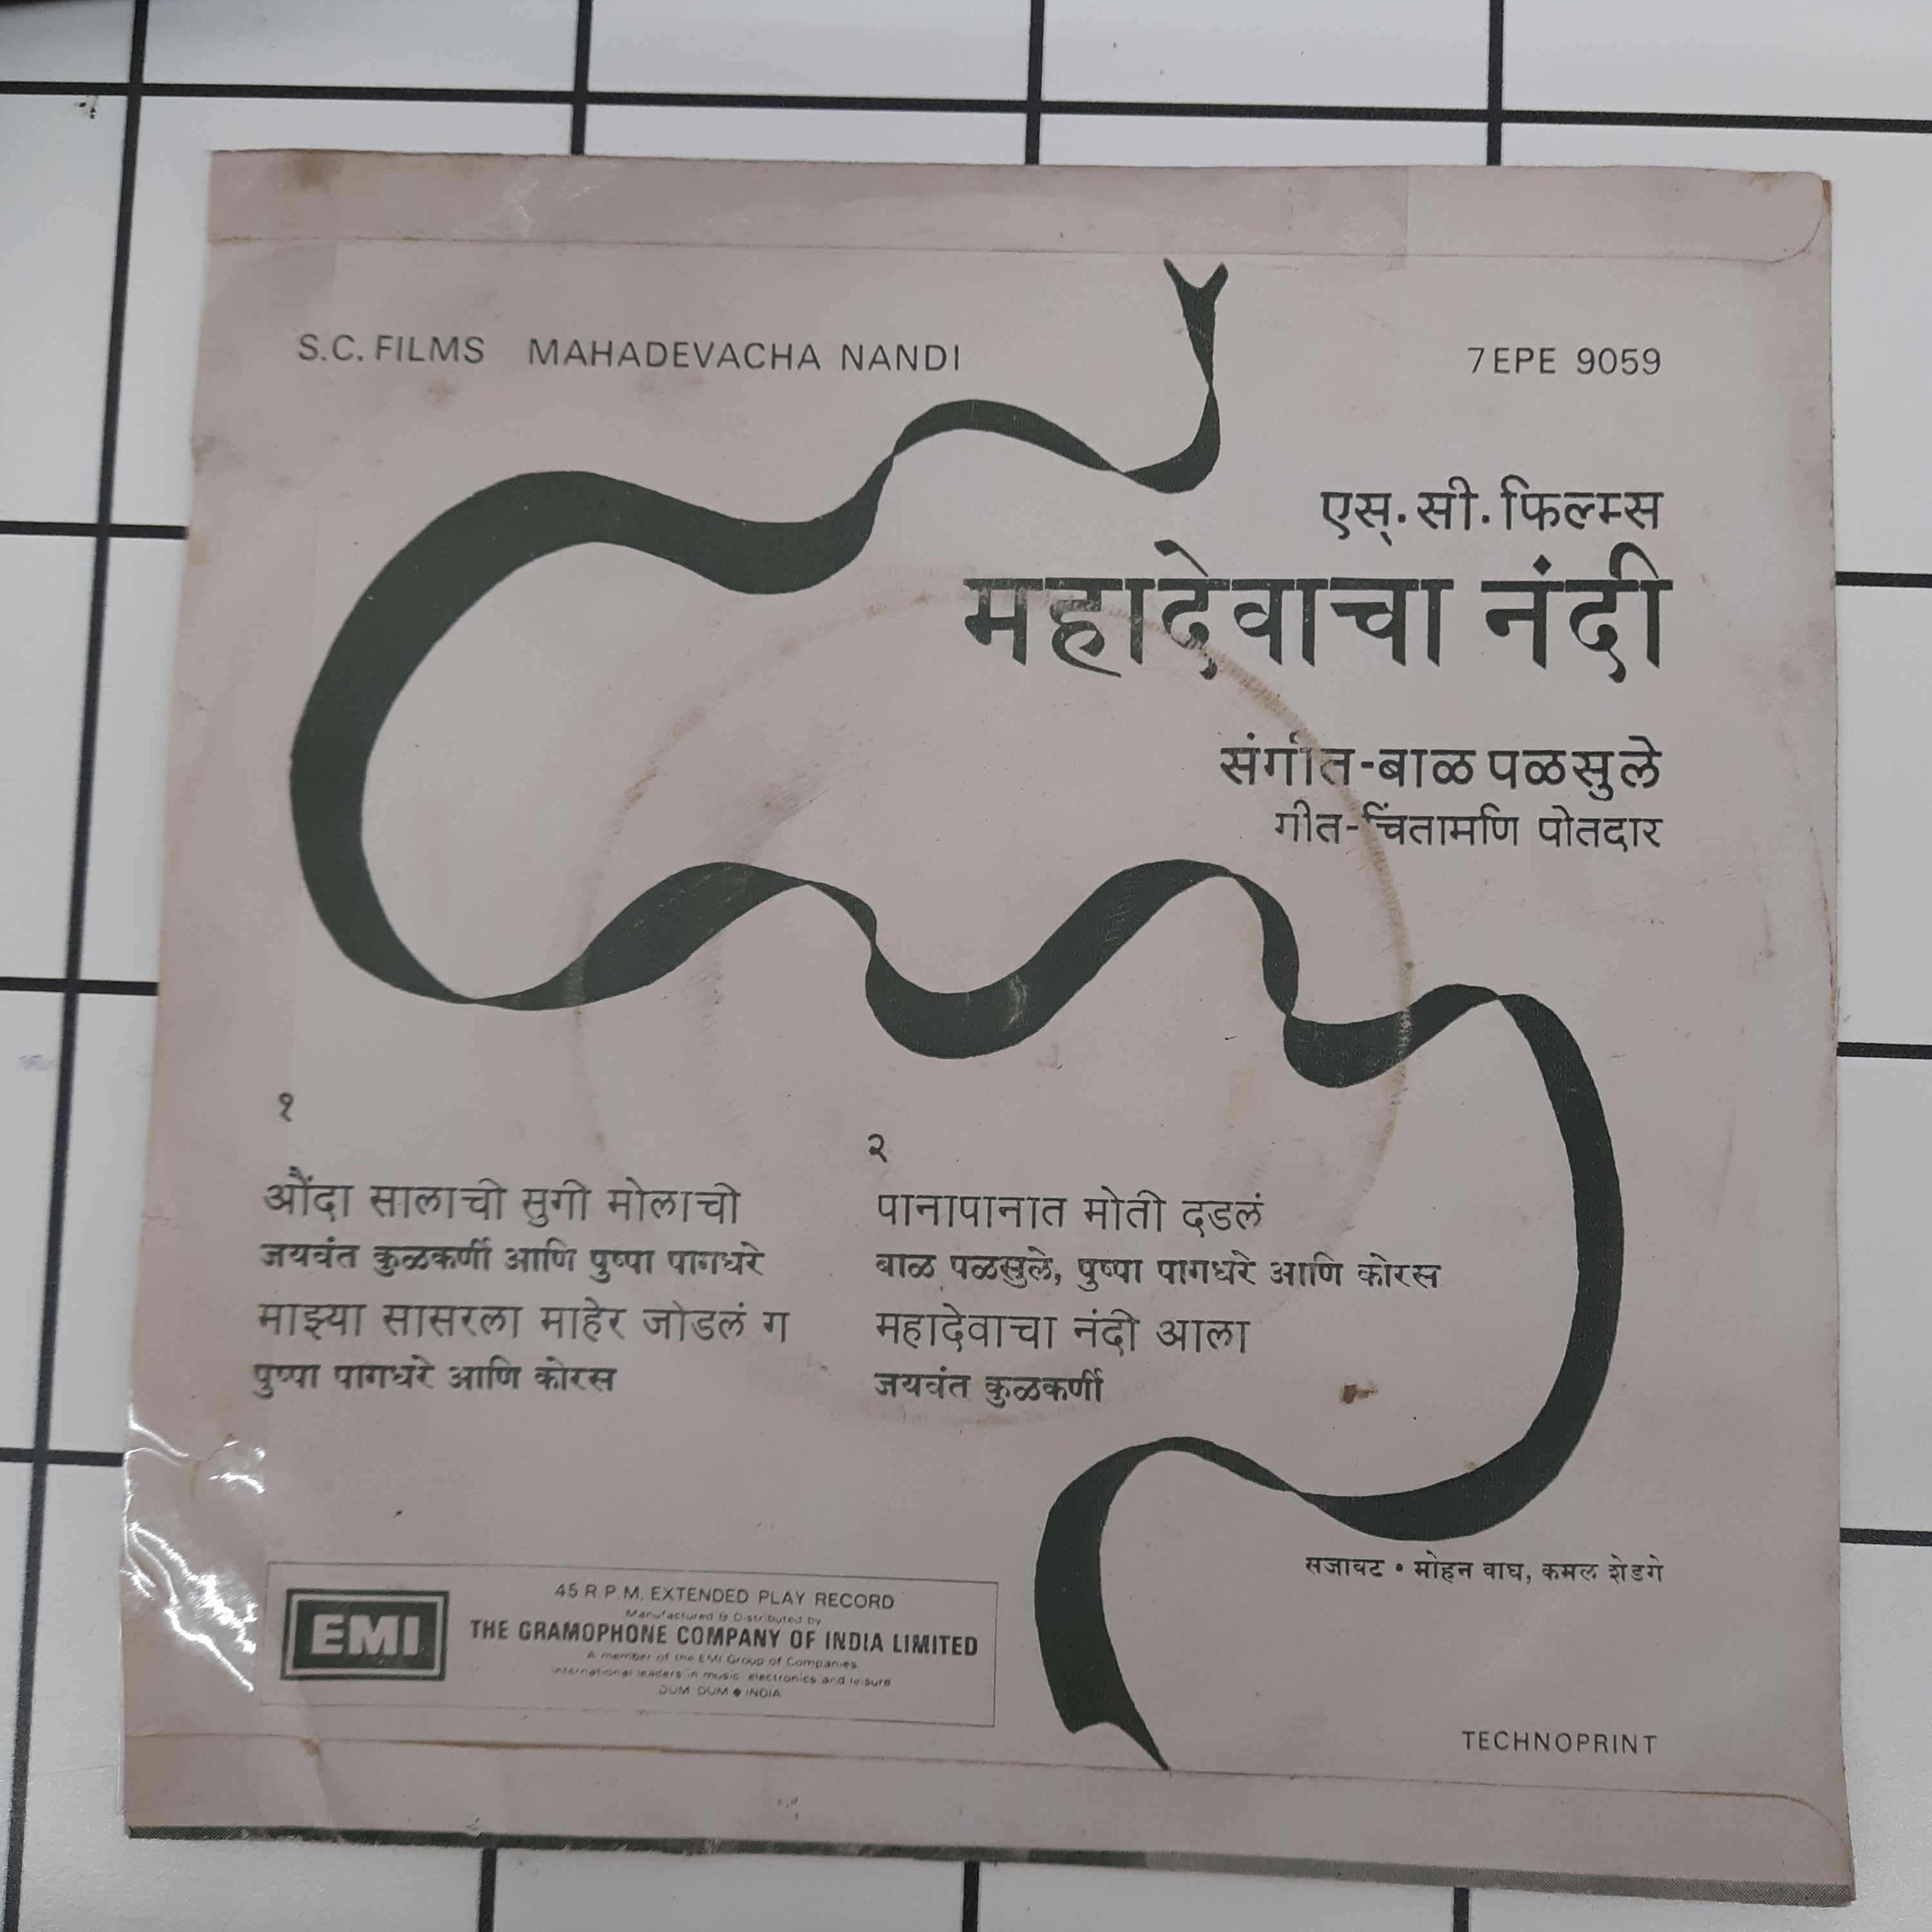 S.C. FILMS MAHADEVACHA NANDI
7EPE 9059
एस्. सी. फिल्म्स
महादेवाचा नंदी
संगीत-बाळ पळसुले
गीत-चिंतामणि पोतदार
१
औंदा सालाची सुगी मोलाची
जयवंत कुळकर्णी आणि पुष्पा पागधरे
माझ्या सासरला माहेर जोडलं ग
पुष्पा पागधरे आणि कोरस
२
पानापानात मोती दडलं
बाळ पळसुले, पुष्पा पागधरे आणि कोरस
महादेवाचा नंदी आला
जयवंत कुळकर्णी
सजावट • मोहन वाघ, कमल शेडगे
EMI
45 R.P.M. EXTENDED PLAY RECORD
Manufactured & Distributed by
THE GRAMOPHONE COMPANY OF INDIA LIMITED
A member of the EMI Group of Companies
International leaders in music, electronics and leisure
DUM DUM ● INDIA
TECHNOPRINT